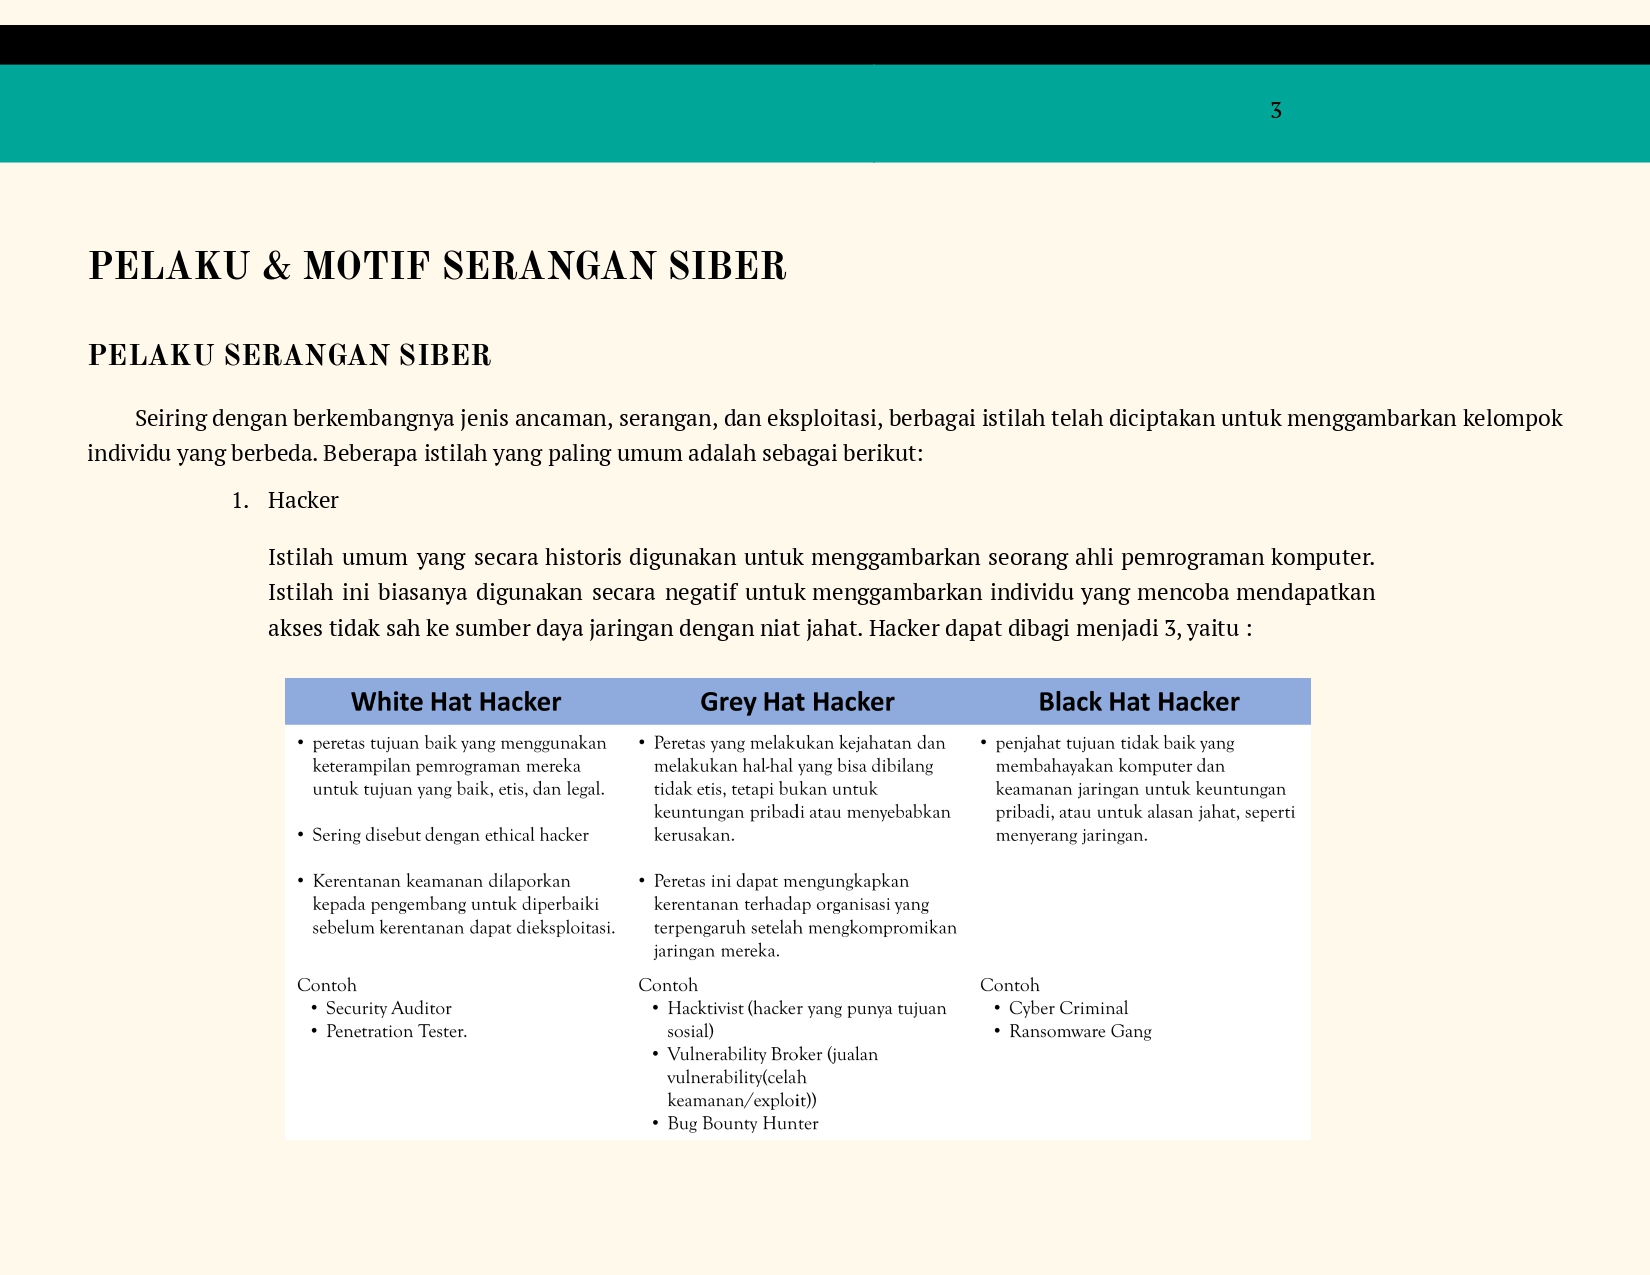 3
PELAKU & MOTIF SERANGAN SIBER
PELAKU SERANGAN SIBER
Seiring dengan berkembangnya jenis ancaman, serangan, dan eksploitasi, berbagai istilah telah diciptakan untuk menggambarkan kelompok
individu yang berbeda. Beberapa istilah yang paling umum adalah sebagai berikut:
1. Hacker
Istilah umum yang secara historis digunakan untuk menggambarkan seorang ahli pemrograman komputer.
Istilah ini biasanya digunakan secara negatif untuk menggambarkan individu yang mencoba mendapatkan
akses tidak sah ke sumber daya jaringan dengan niat jahat. Hacker dapat dibagi menjadi 3, yaitu :
White Hat Hacker
• peretas tujuan baik yang menggunakan
keterampilan pemrograman mereka
untuk tujuan yang baik, etis, dan legal.
• Sering disebut dengan ethical hacker
• Kerentanan keamanan dilaporkan
kepada pengembang untuk diperbaiki
sebelum kerentanan dapat dieksploitasi.
Contoh
• Security Auditor
• Penetration Tester.
Grey Hat Hacker
• Peretas yang melakukan kejahatan dan
melakukan hal-hal yang bisa dibilang
tidak etis, tetapi bukan untuk
keuntungan pribadi atau menyebabkan
kerusakan.
• Peretas ini dapat mengungkapkan
kerentanan terhadap organisasi yang
terpengaruh setelah mengkompromikan
jaringan mereka.
Contoh
• Hacktivist (hacker yang punya tujuan
sosial)
• Vulnerability Broker (jualan
vulnerability(celah
keamanan/exploit))
• Bug Bounty Hunter
Black Hat Hacker
• penjahat tujuan tidak baik yang
membahayakan komputer dan
keamanan jaringan untuk keuntungan
pribadi, atau untuk alasan jahat, seperti
menyerang jaringan.
Contoh
• Cyber Criminal
• Ransomware Gang